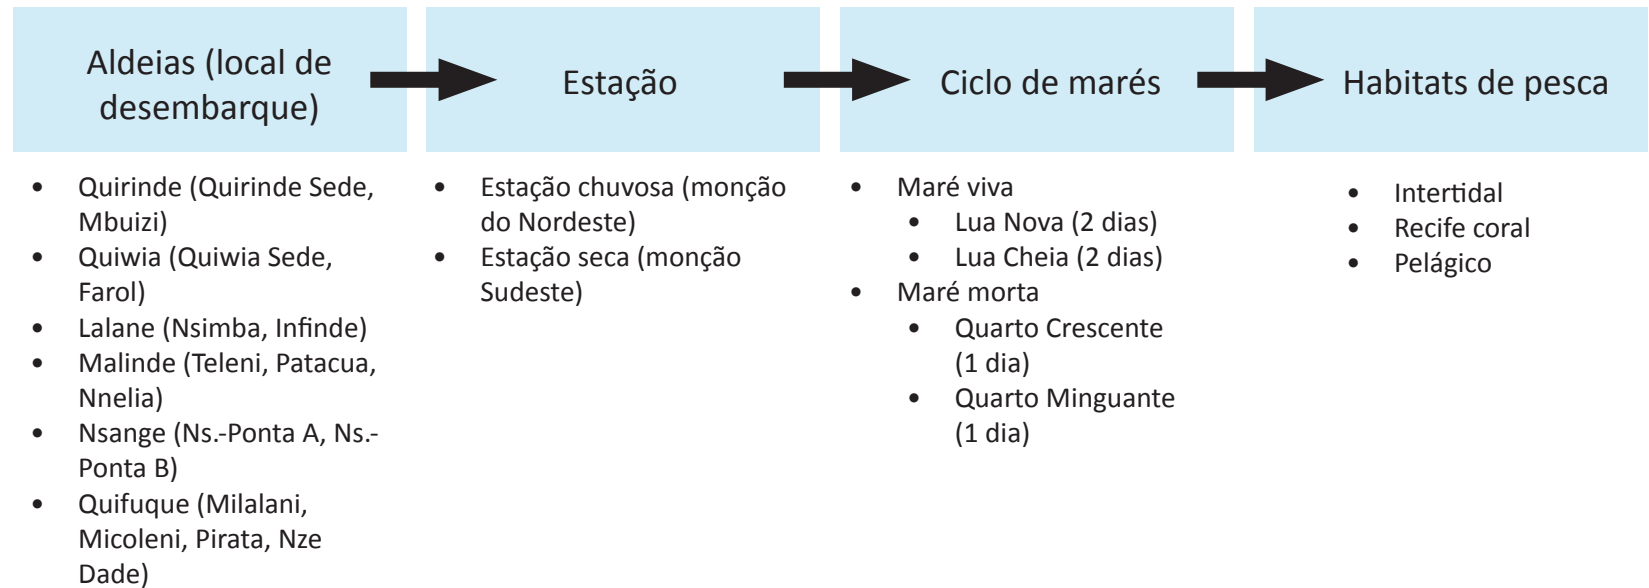 Aldeias (local de
desembarque)
Estação
Ciclo de marés
Habitats de pesca
• Quirinde (Quirinde Sede,
Mbuizi)
• Quiwia (Quiwia Sede,
Farol)
• Lalane (Nsimba, Infinde)
• Malinde (Teleni, Patacua,
Nnelia)
• Nsange (Ns.-Ponta A, Ns.-
Ponta B)
• Quifuque (Milalani,
Micoleni, Pirata, Nze
Dade)
• Estação chuvosa (monção
do Nordeste)
• Estação seca (monção
Sudeste)
• Maré viva
• Lua Nova (2 dias)
• Lua Cheia (2 dias)
• Maré morta
• Quarto Crescente
(1 dia)
• Quarto Minguante
(1 dia)
• Intertidal
• Recife coral
• Pelágico